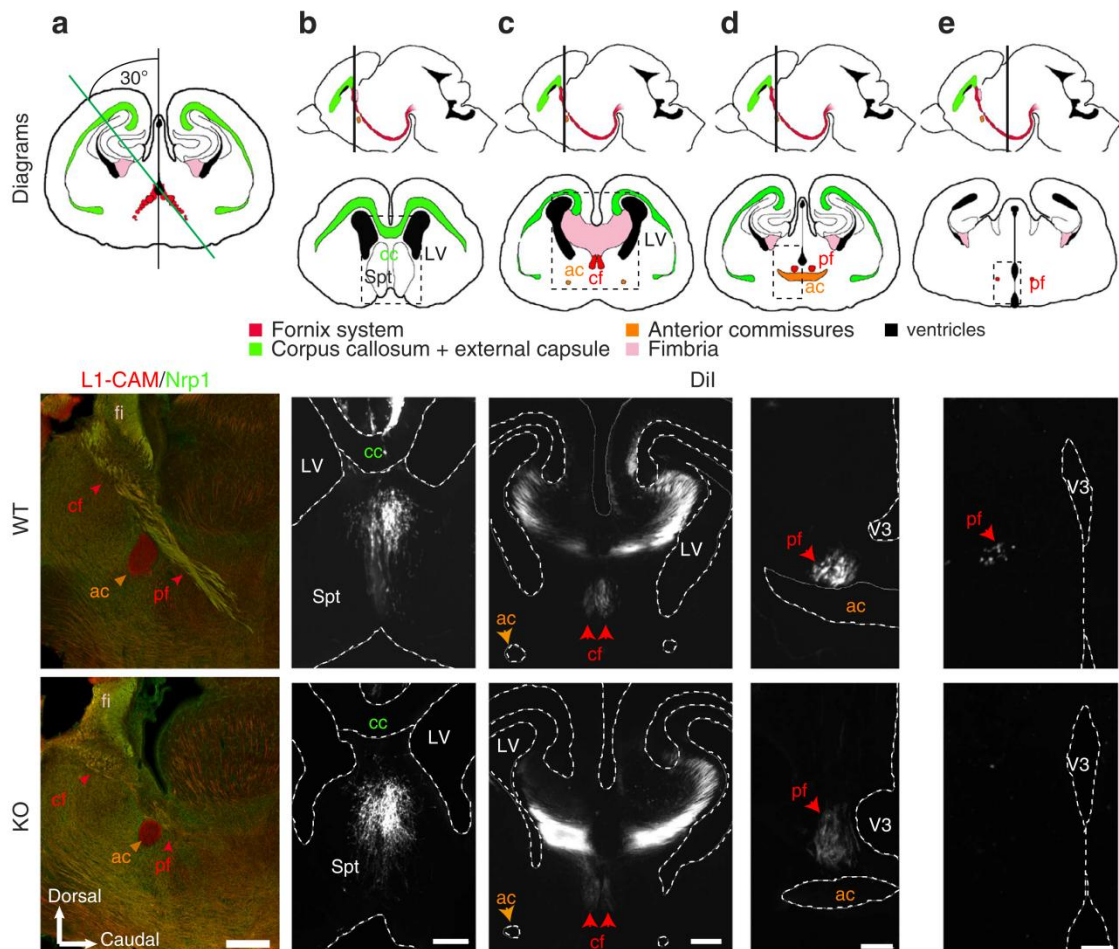 a
b
c
d
e
Diagrams
30°
cc
Spt
LV
ac
cf
LV
pf
ac
pf
Fornix system
Anterior commissures
ventricles
Corpus callosum + external capsule
Fimbria
L1-CAM/Nrp1
DiI
WT
fi
cf
ac
pf
LV
cc
Spt
LV
ac
cf
V3
pf
ac
V3
pf
KO
fi
cf
ac
pf
Dorsal
Caudal
cc
LV
Spt
LV
ac
cf
pf
V3
ac
V3